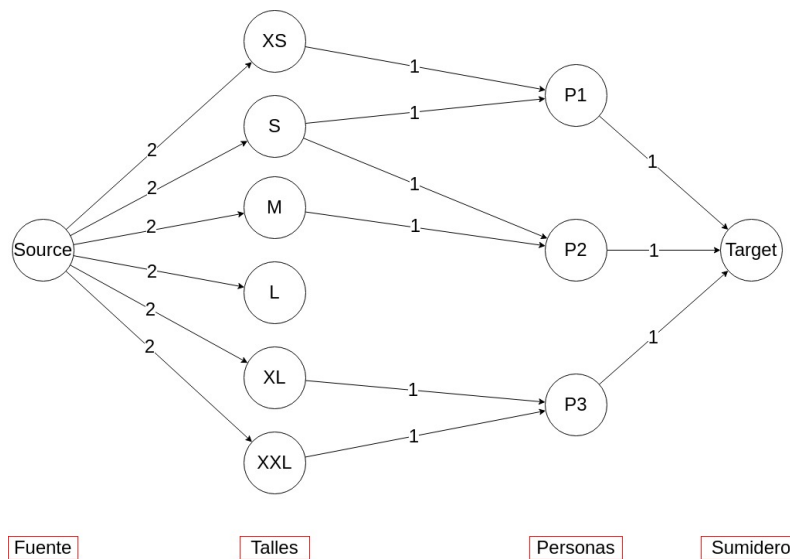 XS
1
P1
S
1
2
1
1
2
1
M
2
1
P2
1
Source
Target
2
L
2
2
1
XL
1
P3
1
XXL
Fuente
Talles
Personas
Sumidero